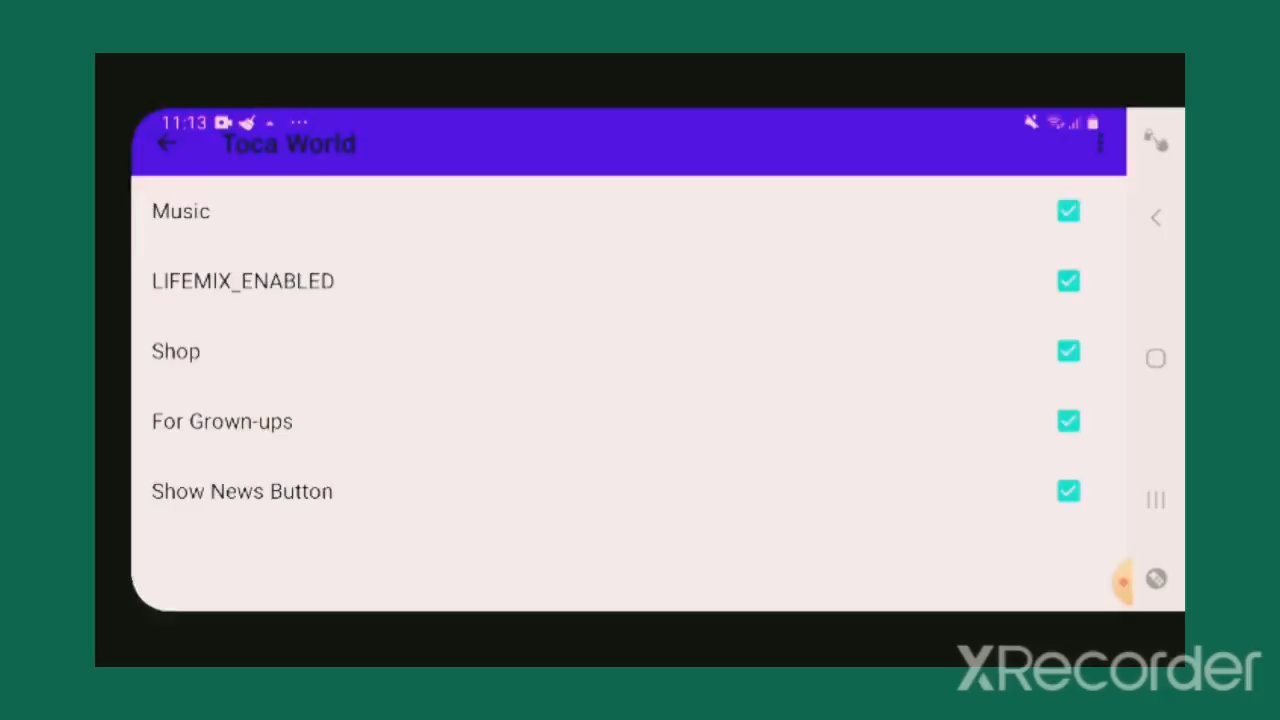 11:13
Toca World
Music
LIFEMIX_ENABLED
Shop
For Grown-ups
Show News Button
XRecorder